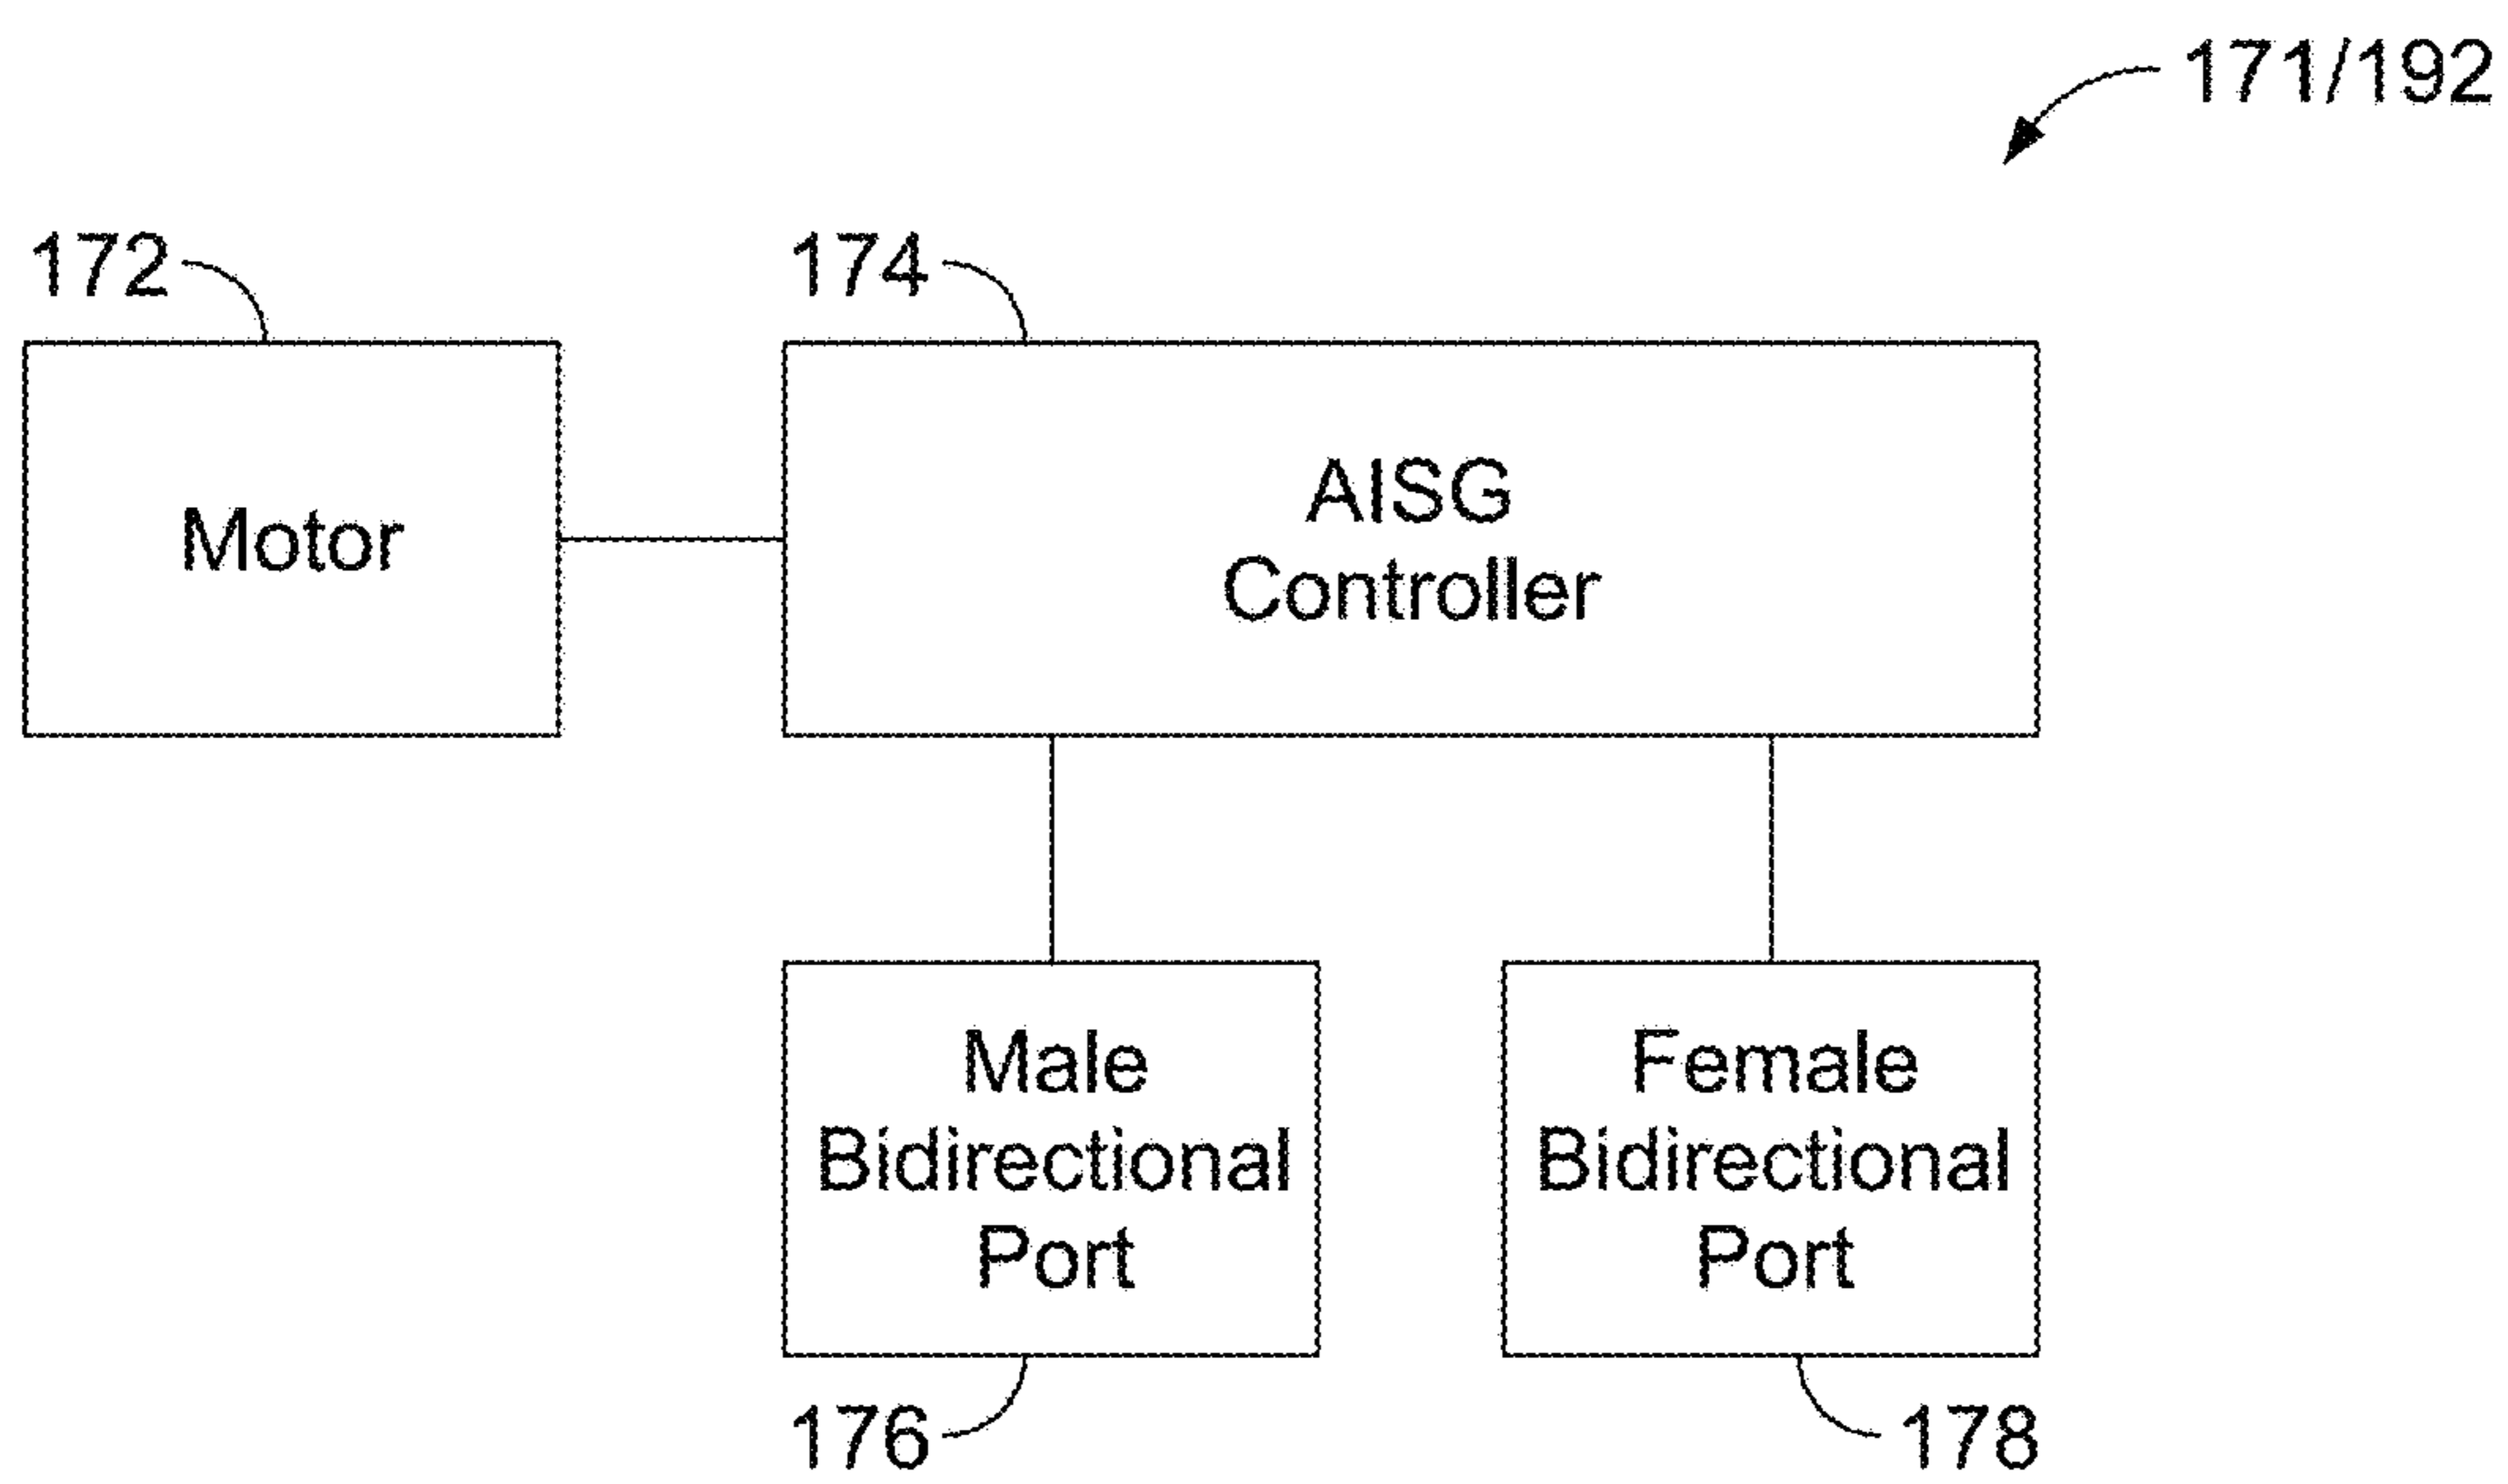 171/192
172
174
Motor
AISG
Controller
Male
Bidirectional
Port
Female
Bidirectional
Port
176
178